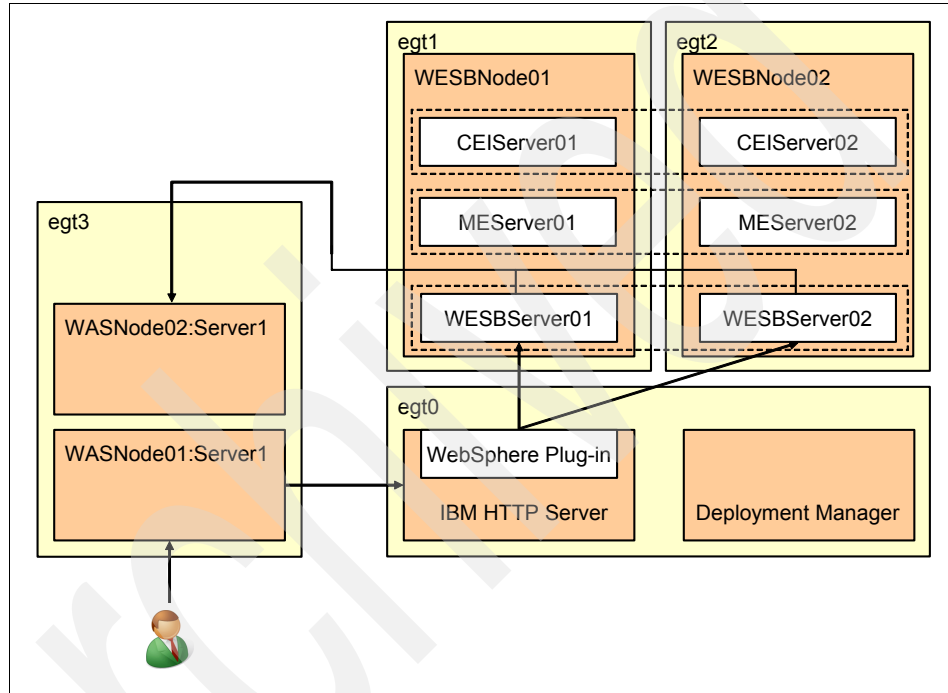 egt1
WESBNode01
CEIServer01
MEServer01
WESBServer01
egt2
WESBNode02
CEIServer02
MEServer02
WESBServer02
egt3
WASNode02:Server1
WASNode01:Server1
egt0
WebSphere Plug-in
IBM HTTP Server
Deployment Manager
rchived